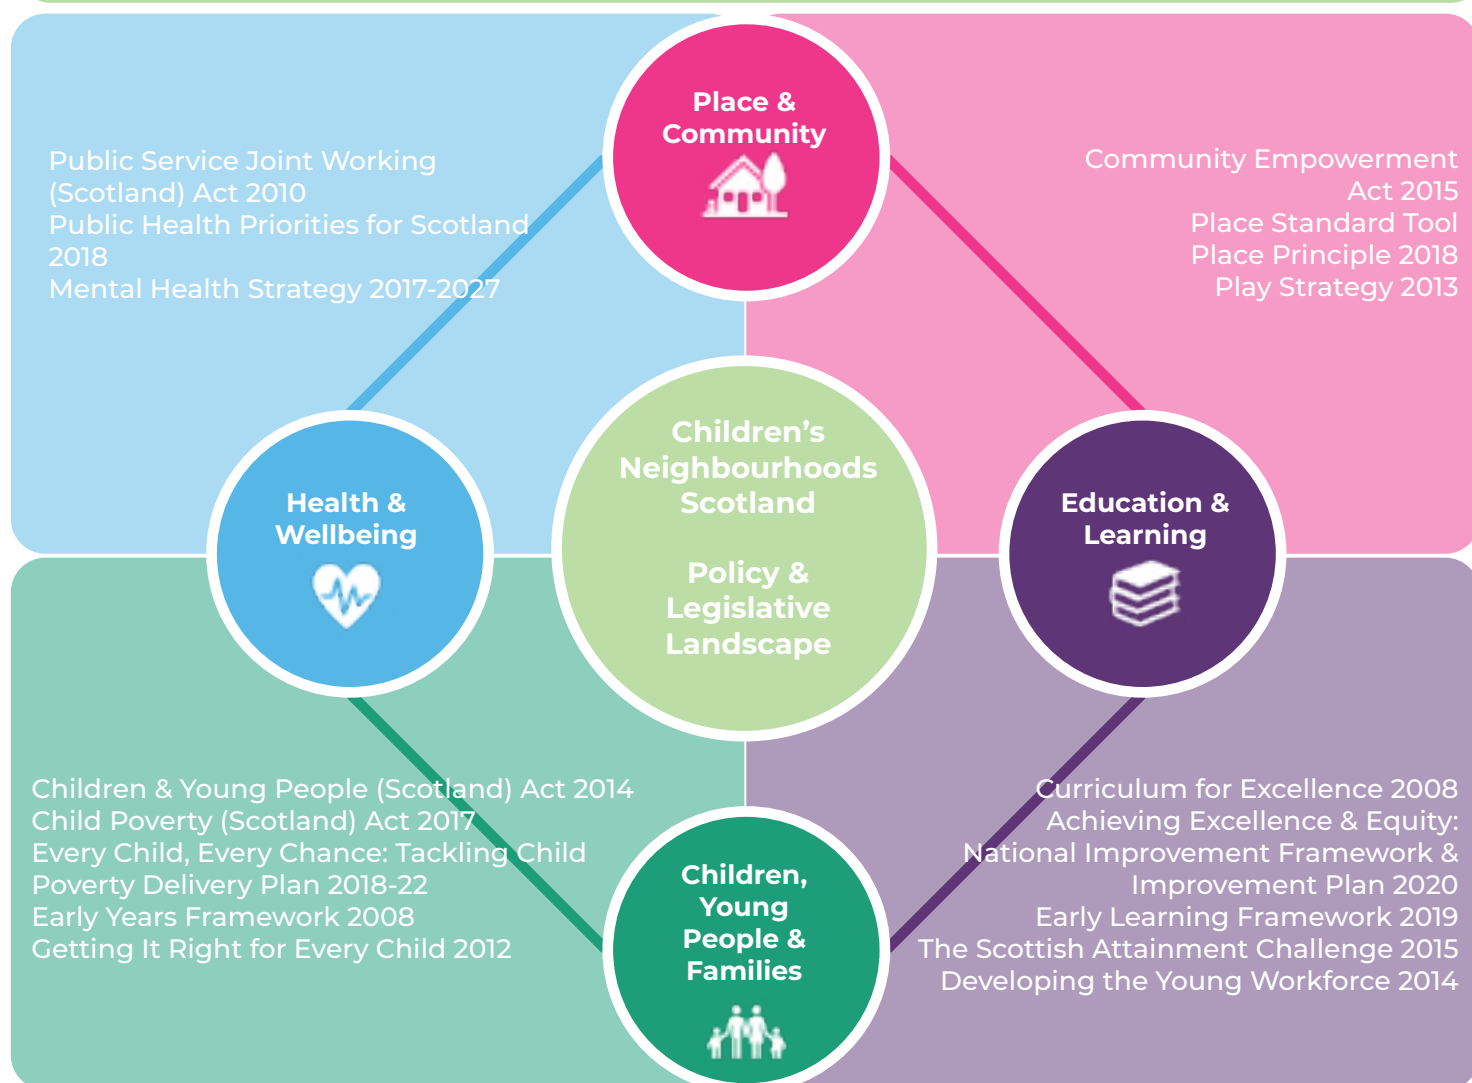 Place &
Community
Public Service Joint Working
(Scotland) Act 2010
Public Health Priorities for Scotland
2018
Mental Health Strategy 2017-2027
Community Empowerment
Act 2015
Place Standard Tool
Place Principle 2018
Play Strategy 2013
Health &
Wellbeing
Children’s
Neighbourhoods
Scotland
Policy &
Legislative
Landscape
Education &
Learning
Children & Young People (Scotland) Act 2014
Child Poverty (Scotland) Act 2017
Every Child, Every Chance: Tackling Child
Poverty Delivery Plan 2018-22
Early Years Framework 2008
Getting It Right for Every Child 2012
Children,
Young
People &
Families
Curriculum for Excellence 2008
Achieving Excellence & Equity:
National Improvement Framework &
Improvement Plan 2020
Early Learning Framework 2019
The Scottish Attainment Challenge 2015
Developing the Young Workforce 2014